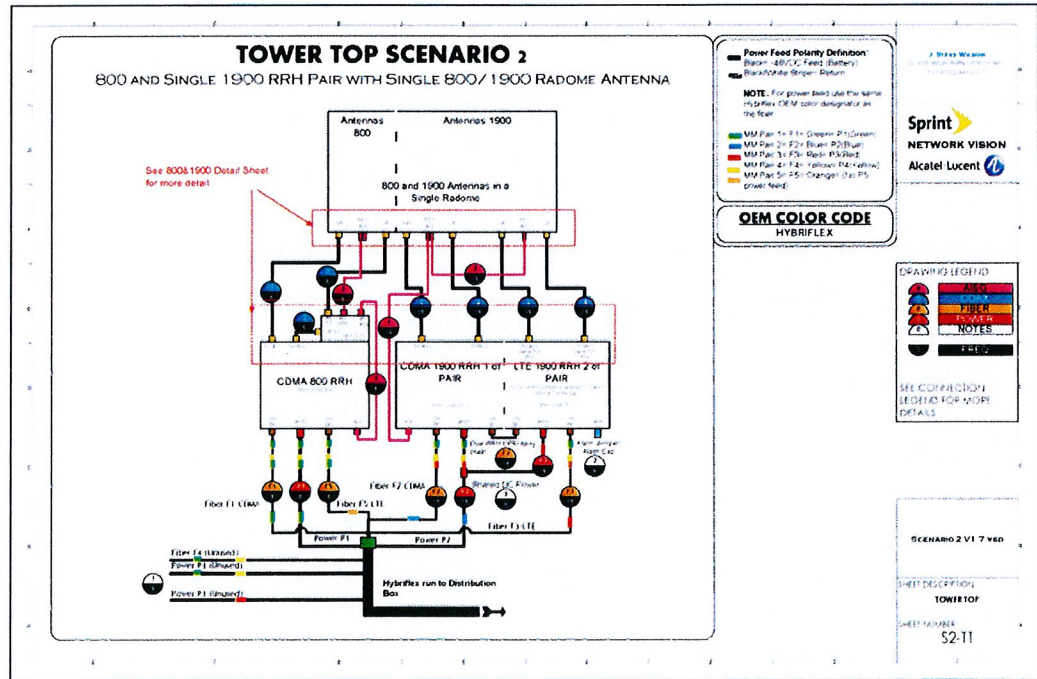 TOWER TOP SCENARIO 2
800 AND SINGLE 1900 RRH PAIR WITH SINGLE 800/1900 RADOME ANTENNA
Antennas
800
Antennas 1900
800 and 1900 Antennas in a
Single Radome
See 800&1900 Detail Sheet
for more detail
CDMA 800 RRH
CDMA 1900 RRH 1 of
PAIR
LTE 1900 RRH 2 of
PAIR
Shared DC Power
Fiber F1 CDMA
Fiber F5 LTE
Fiber F2 CDMA
Fiber F3 LTE
Power P1
Power P2
Fiber F4 (Unused)
Power P4 (Unused)
Power P3 (Unused)
Hybriflex run to Distribution
Box
Power Feed Polarity Definition:
Black= -48VDC Feed (Battery)
Black/White Stripe= Return
NOTE: For power feed use the same
Hybriflex OEM color designator as
the fiber
MM Pair 1= F1= Green= P1(Green)
MM Pair 2= F2= Blue= P2(Blue)
MM Pair 3= F3= Red= P3(Red)
MM Pair 4= F4= Yellow= P4(Yellow)
MM Pair 5= F5= Orange= (No P5
power feed)
OEM COLOR CODE
HYBRIFLEX
Sprint
NETWORK VISION
Alcatel·Lucent
DRAWING LEGEND
AISG
COAX
FIBER
POWER
NOTES
FREQ
SEE CONNECTION
LEGEND FOR MORE
DETAILS
SCENARIO 2 V1.7 V60
SHEET DESCRIPTION
TOWER TOP
SHEET NUMBER
S2-T1